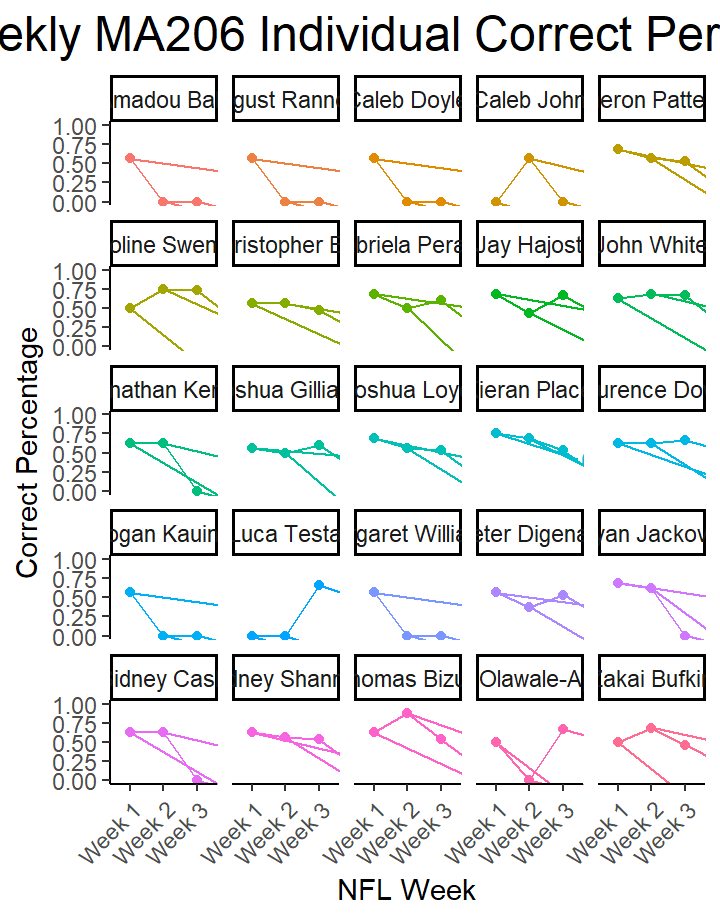 ekly MA206 Individual Correct Per
madou Ba gust Rann Caleb Doyle Caleb John eron Patte
1.00
0.75
0.50
0.25
0.00
oline Swen ristopher B briela Pera Jay Hajost John White
1.00
0.75
0.50
0.25
0.00
nathan Ker shua Gillia oshua Loy ieran Plac urence Do
1.00
0.75
0.50
0.25
0.00
ogan Kauin Luca Testa garet Willia eter Digena yan Jackov
1.00
0.75
0.50
0.25
0.00
idney Cas lney Shann homas Bizu Olawale-A Zakai Bufkin
1.00
0.75
0.50
0.25
0.00
Correct Percentage
Week 1 Week 2 Week 3 Week 1 Week 2 Week 3 Week 1 Week 2 Week 3 Week 1 Week 2 Week 3 Week 1 Week 2 Week 3
NFL Week